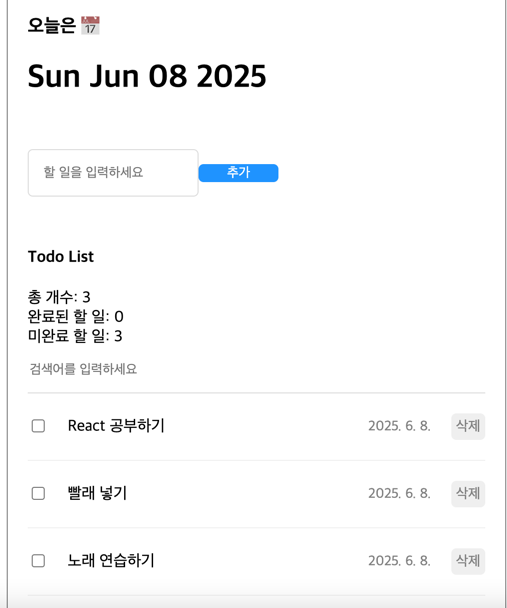 오늘은 📅
Sun Jun 08 2025
할 일을 입력하세요
추가
Todo List
총 개수: 3
완료된 할 일: 0
미완료 할 일: 3
검색어를 입력하세요
React 공부하기 2025. 6. 8. 삭제
빨래 널기 2025. 6. 8. 삭제
노래 연습하기 2025. 6. 8. 삭제